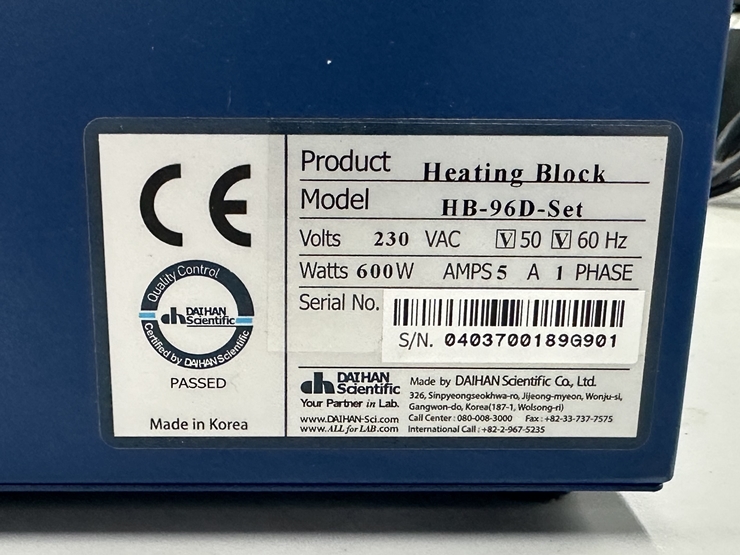 CE
Quality Control
DAIHAN
Scientific
Certified by DAIHAN Scientific
PASSED
Made in Korea
Product Heating Block
Model HB-96D-Set
Volts 230 VAC V 50 V 60 Hz
Watts 600W AMPS 5 A 1 PHASE
Serial No.
S/N. 0403700189G901
dh DAIHAN Scientific
Your Partner in Lab.
www.DAIHAN-Sci.com
www.ALL for LAB.com
Made by DAIHAN Scientific Co., Ltd.
326, Sinpyeongseokhwa-ro, Jijeong-myeon, Wonju-si,
Gangwon-do, Korea(187-1, Wolsong-ri)
Call Center : 080-008-3000 Fax : +82-33-737-7575
International Call : +82-2-967-5235